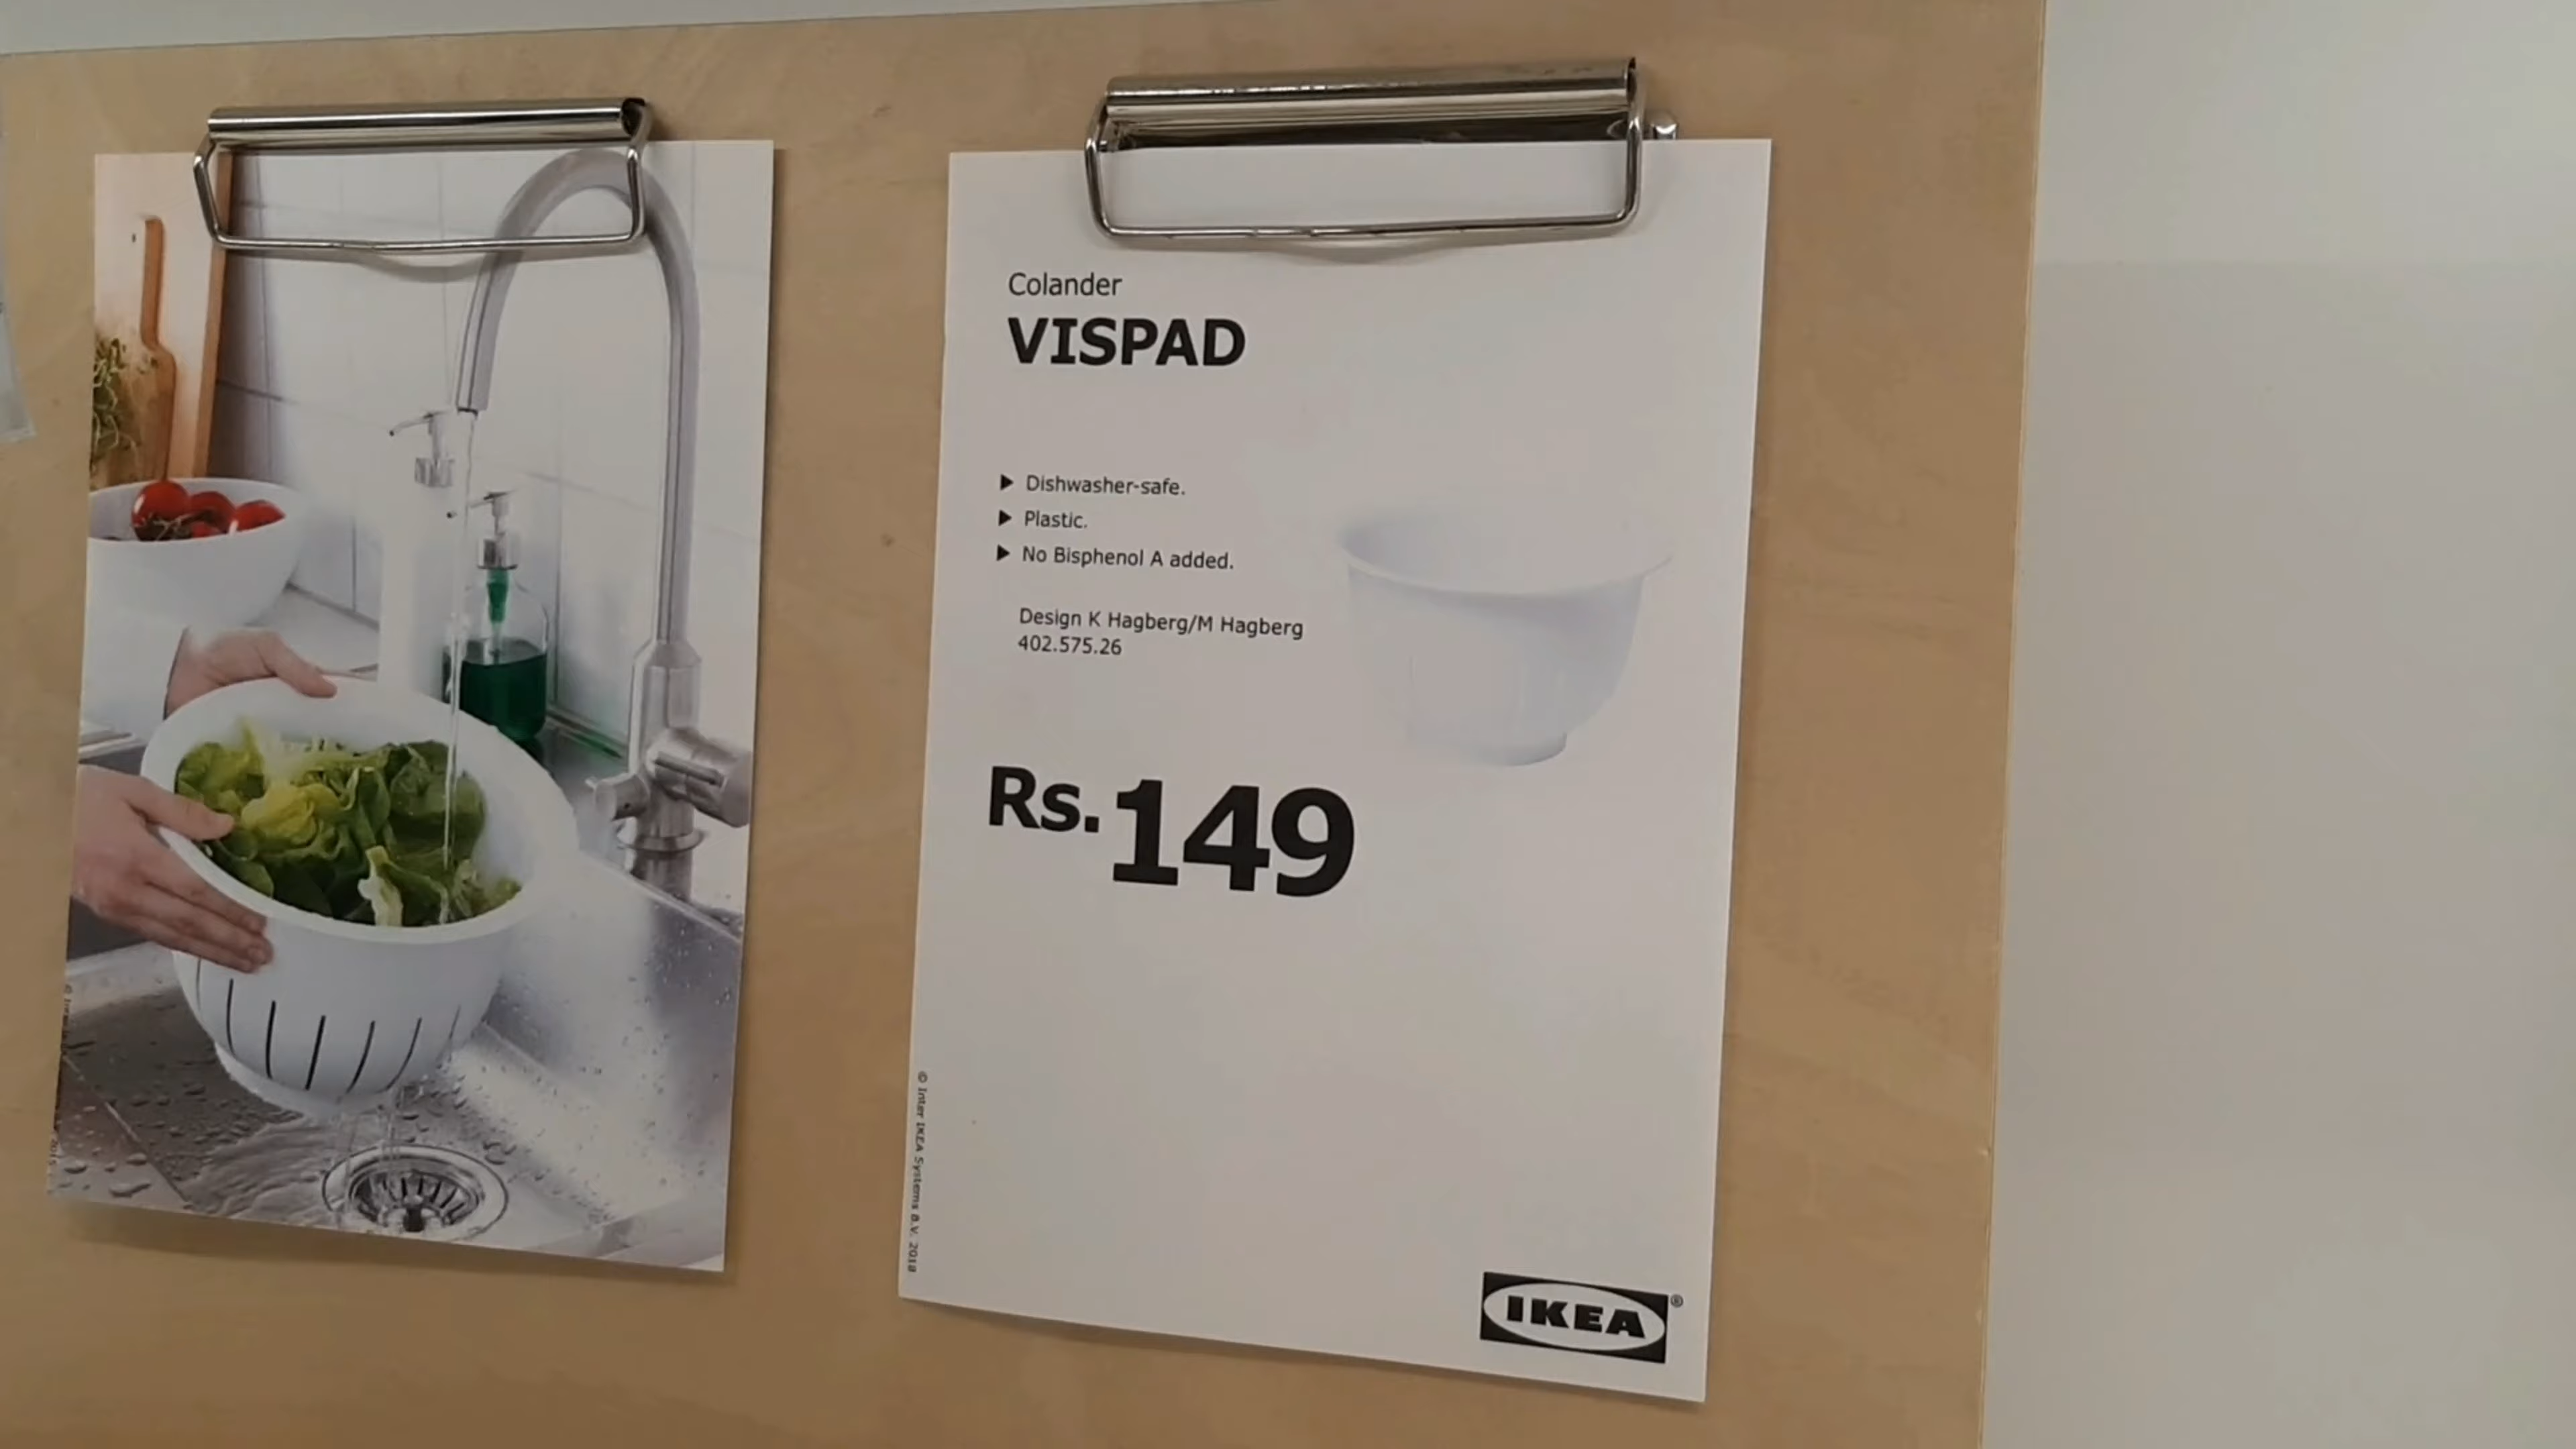 Colander
VISPAD
▶ Dishwasher-safe.
▶ Plastic.
▶ No Bisphenol A added.
Design K Hagberg/M Hagberg
402.575.26
Rs.149
© Inter IKEA Systems B.V. 2018
IKEA®